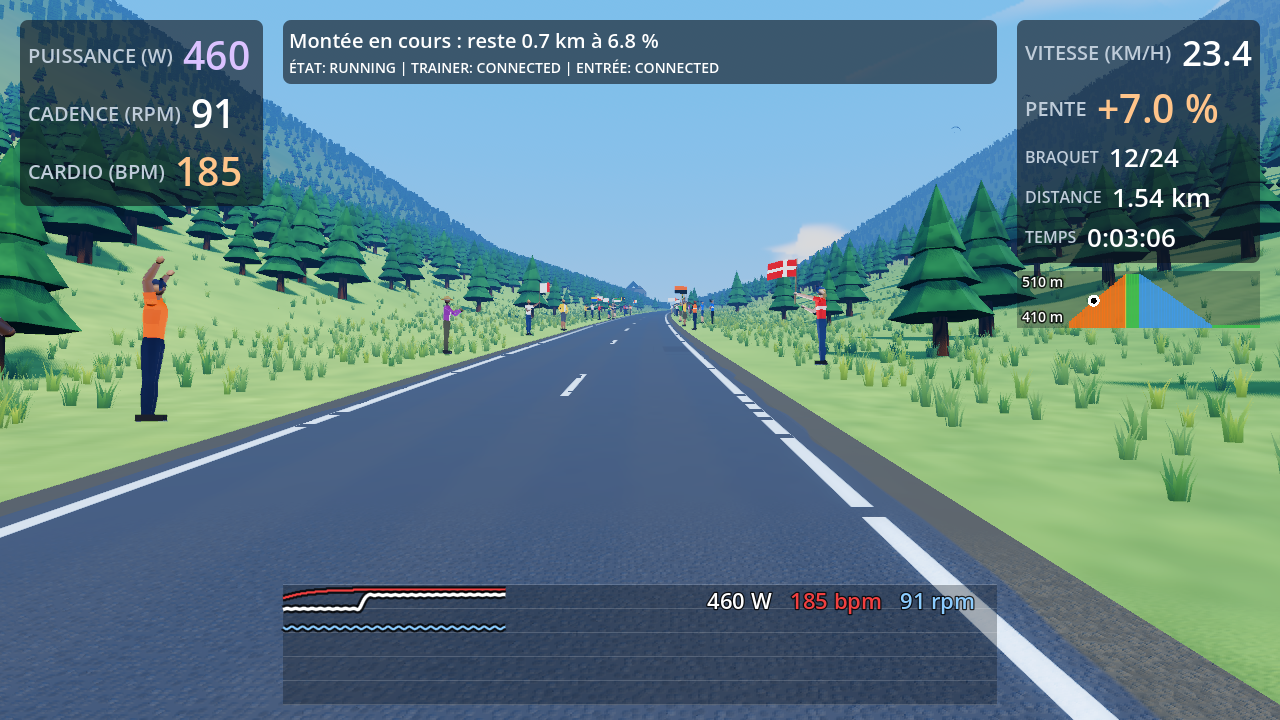 PUISSANCE (W) 460
CADENCE (RPM) 91
CARDIO (BPM) 185
Montée en cours : reste 0.7 km à 6.8 %
ÉTAT: RUNNING | TRAINER: CONNECTED | ENTRÉE: CONNECTED
VITESSE (KM/H) 23.4
PENTE +7.0 %
BRAQUET 12/24
DISTANCE 1.54 km
TEMPS 0:03:06
510 m
410 m
460 W 185 bpm 91 rpm